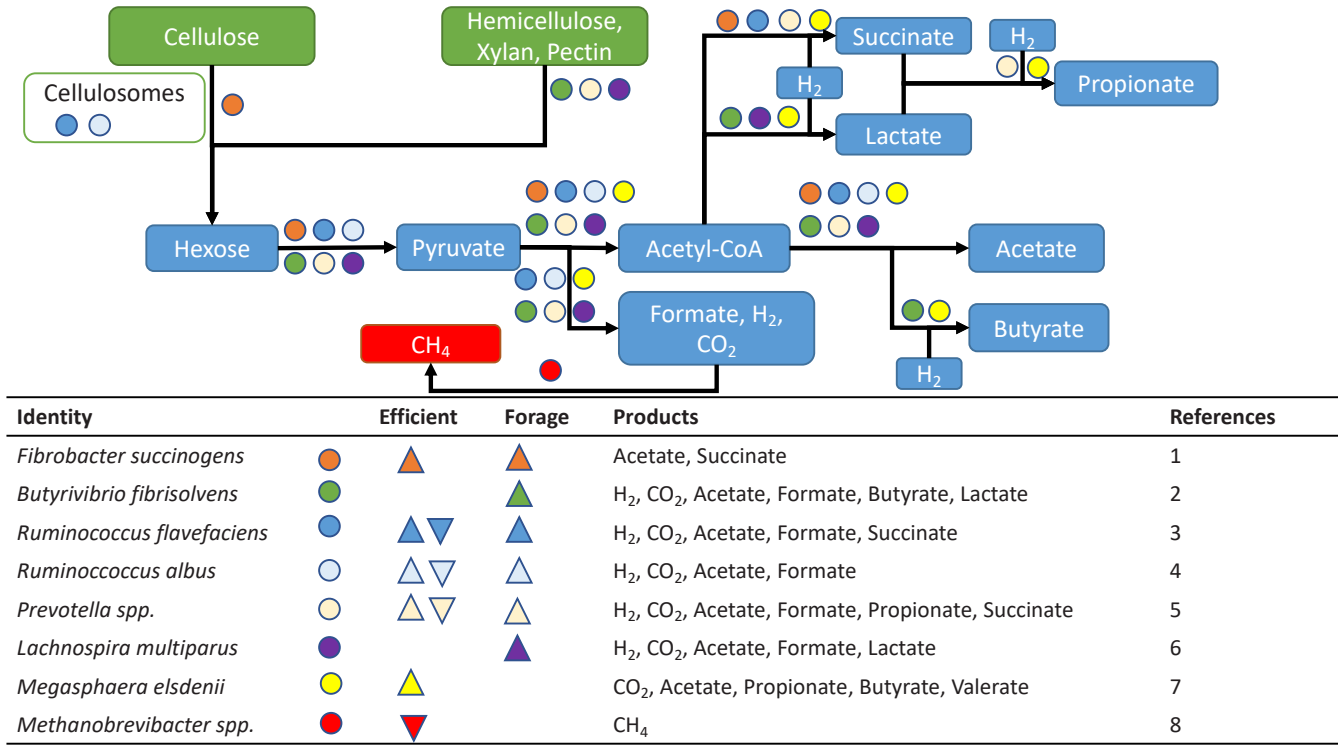 Cellulose
Hemicellulose,
Xylan, Pectin
Cellulosomes
Succinate
H₂
H₂
Propionate
Lactate
Hexose
Pyruvate
Acetyl-CoA
Acetate
Formate, H₂,
CO₂
Butyrate
CH₄
H₂
Identity Efficient Forage Products References
Fibrobacter succinogens Acetate, Succinate 1
Butyrivibrio fibrisolvens H₂, CO₂, Acetate, Formate, Butyrate, Lactate 2
Ruminococcus flavefaciens H₂, CO₂, Acetate, Formate, Succinate 3
Ruminoccoccus albus H₂, CO₂, Acetate, Formate 4
Prevotella spp. H₂, CO₂, Acetate, Formate, Propionate, Succinate 5
Lachnospira multiparus H₂, CO₂, Acetate, Formate, Lactate 6
Megasphaera elsdenii CO₂, Acetate, Propionate, Butyrate, Valerate 7
Methanobrevibacter spp. CH₄ 8